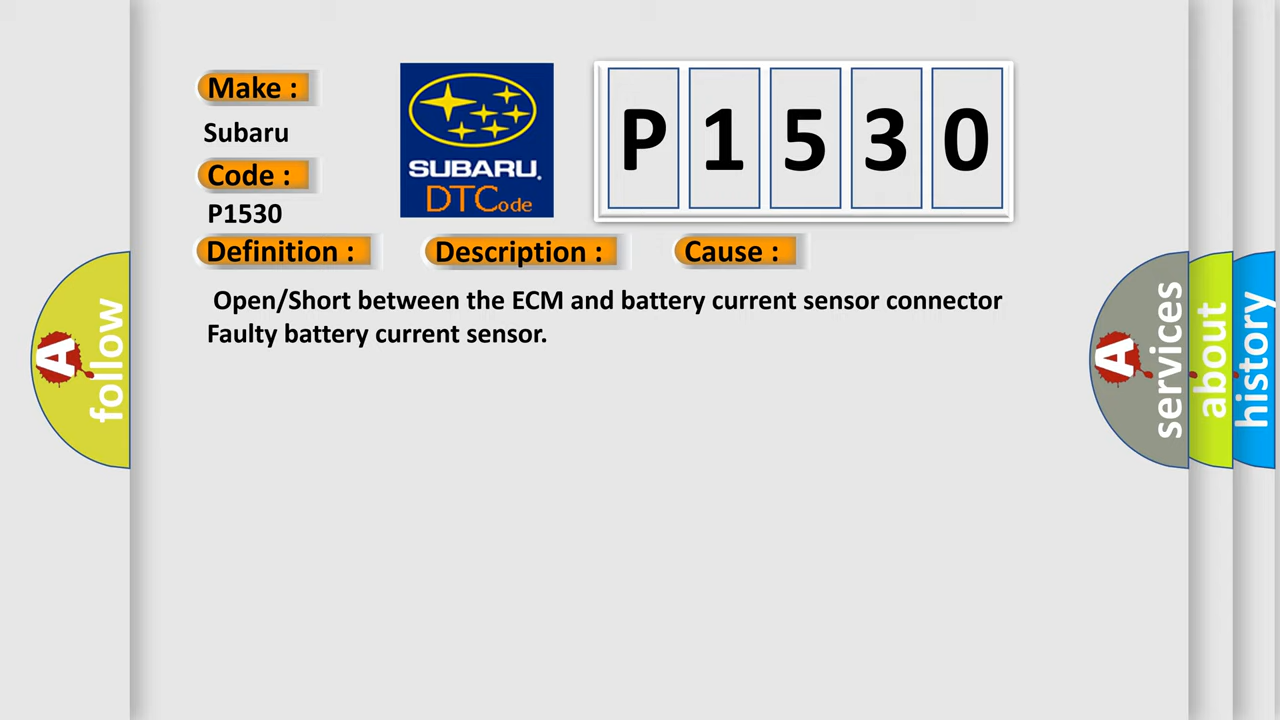 Make :
Subaru
Code :
P1530
SUBARU
DTCode
P 1 5 3 0
Definition :
Description :
Cause :
Open/Short between the ECM and battery current sensor connector
Faulty battery current sensor.
A follow
A services
about
history